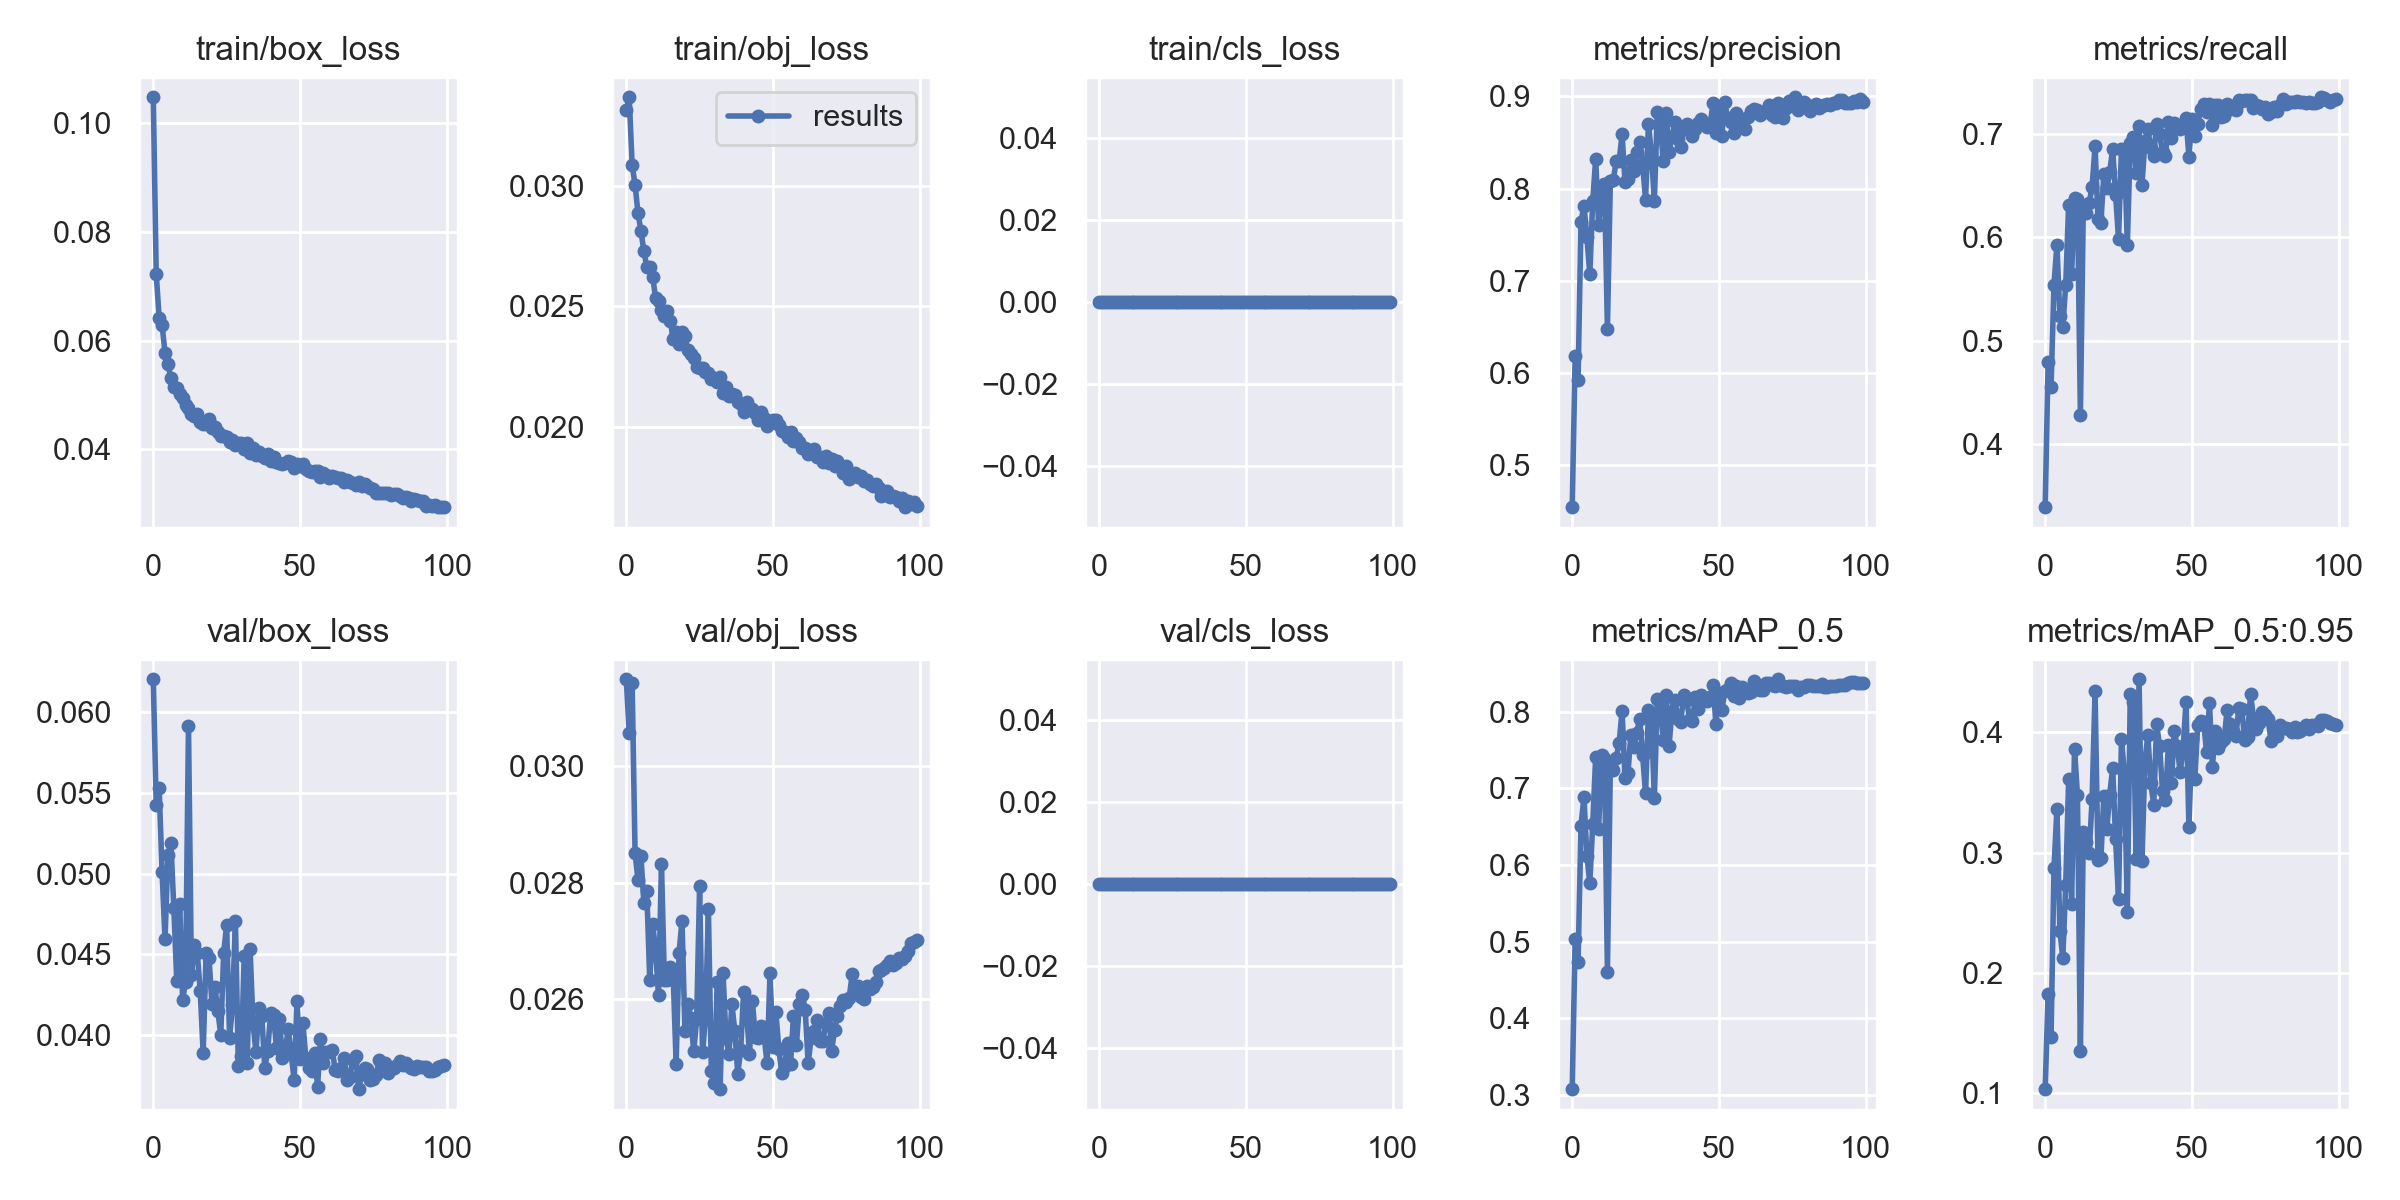 train/box_loss
train/obj_loss
train/cls_loss
metrics/precision
metrics/recall
0.10
0.08
0.06
0.04
0 50 100
results
0.030
0.025
0.020
0 50 100
0.04
0.02
0.00
−0.02
−0.04
0 50 100
0.9
0.8
0.7
0.6
0.5
0 50 100
0.7
0.6
0.5
0.4
0 50 100
val/box_loss
val/obj_loss
val/cls_loss
metrics/mAP_0.5
metrics/mAP_0.5:0.95
0.060
0.055
0.050
0.045
0.040
0 50 100
0.030
0.028
0.026
0 50 100
0.04
0.02
0.00
−0.02
−0.04
0 50 100
0.8
0.7
0.6
0.5
0.4
0.3
0 50 100
0.4
0.3
0.2
0.1
0 50 100